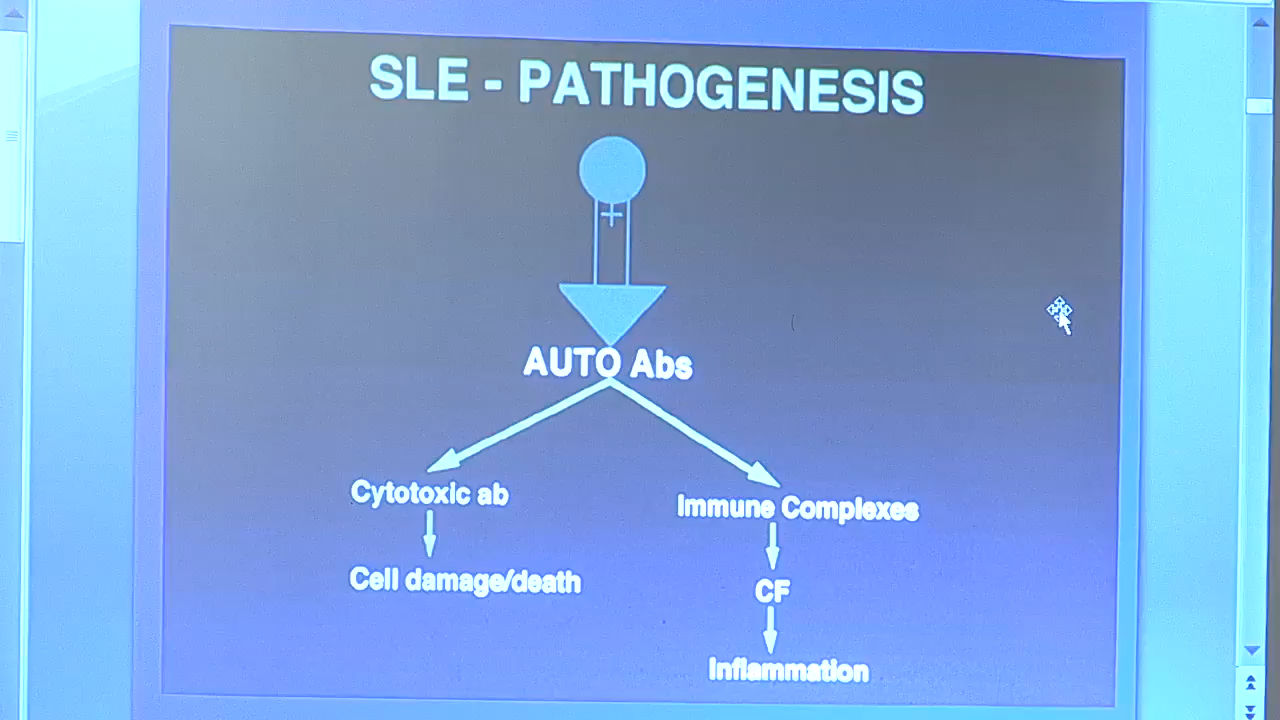 SLE - PATHOGENESIS
+
AUTO Abs
Cytotoxic ab
Immune Complexes
Cell damage/death
CF
Inflammation